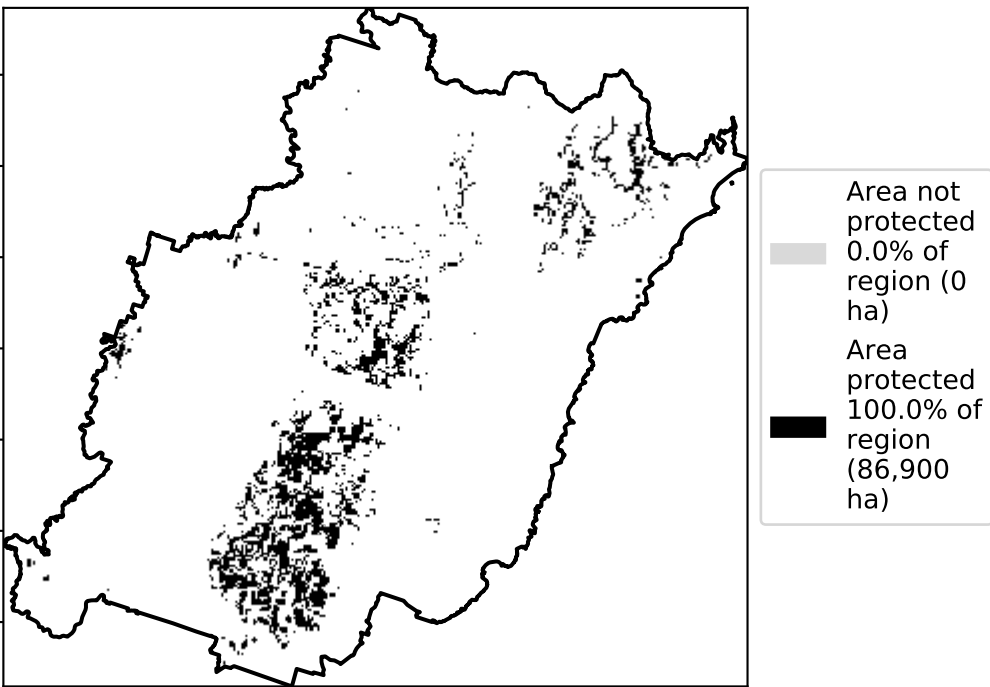 Area not
protected
0.0% of
region (0
ha)
Area
protected
100.0% of
region
(86,900
ha)